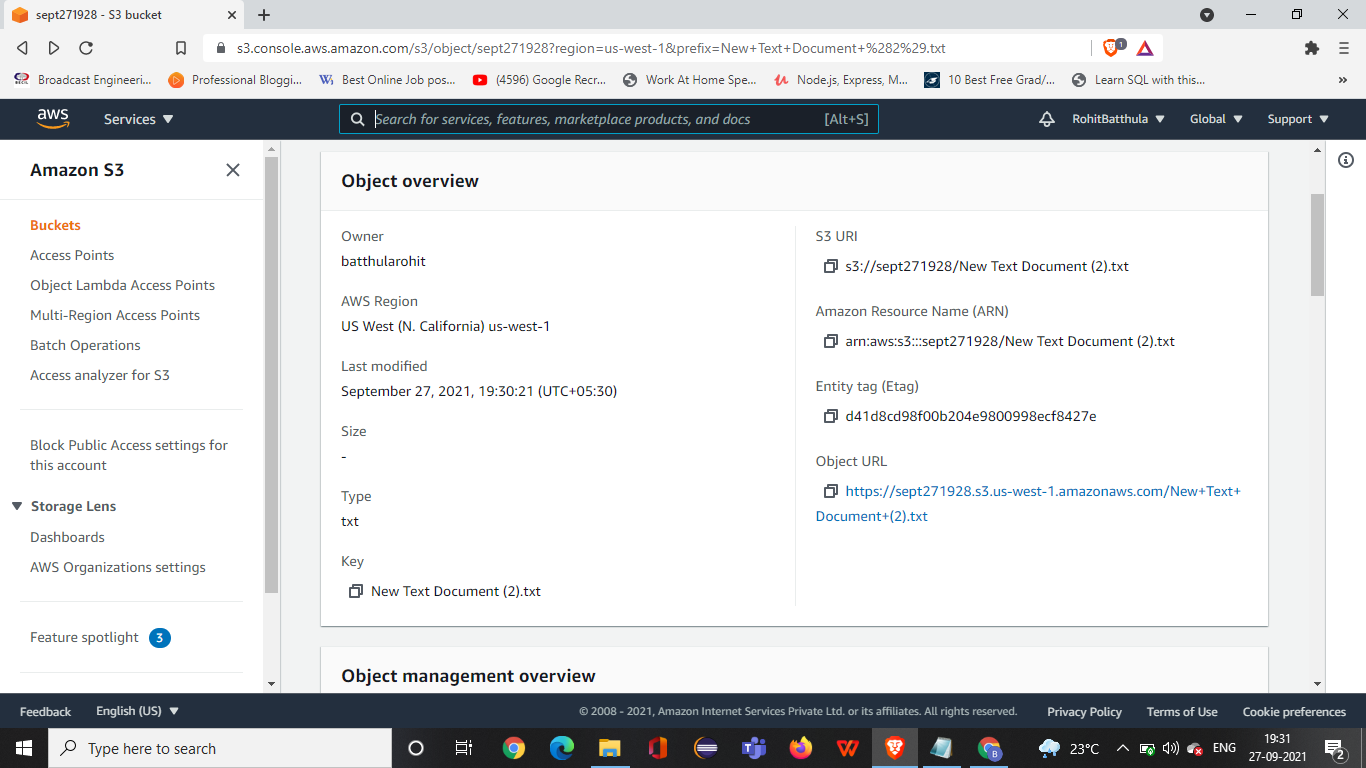 sept271928 - S3 bucket
s3.console.aws.amazon.com/s3/object/sept271928?region=us-west-1&prefix=New+Text+Document+%282%29.txt
1
Broadcast Engineeri...
Professional Bloggi...
Best Online Job pos...
(4596) Google Recr...
Work At Home Spe...
Node.js, Express, M...
10 Best Free Grad/...
Learn SQL with this...
aws
Services
Search for services, features, marketplace products, and docs
[Alt+S]
RohitBatthula
Global
Support
Amazon S3
Buckets
Access Points
Object Lambda Access Points
Multi-Region Access Points
Batch Operations
Access analyzer for S3
Block Public Access settings for
this account
Storage Lens
Dashboards
AWS Organizations settings
Feature spotlight 3
Object overview
Owner
batthularohit
AWS Region
US West (N. California) us-west-1
Last modified
September 27, 2021, 19:30:21 (UTC+05:30)
Size
-
Type
txt
Key
New Text Document (2).txt
S3 URI
s3://sept271928/New Text Document (2).txt
Amazon Resource Name (ARN)
arn:aws:s3:::sept271928/New Text Document (2).txt
Entity tag (Etag)
d41d8cd98f00b204e9800998ecf8427e
Object URL
https://sept271928.s3.us-west-1.amazonaws.com/New+Text+
Document+(2).txt
Object management overview
Feedback
English (US)
© 2008 - 2021, Amazon Internet Services Private Ltd. or its affiliates. All rights reserved.
Privacy Policy
Terms of Use
Cookie preferences
Type here to search
23°C
ENG
19:31
27-09-2021
2